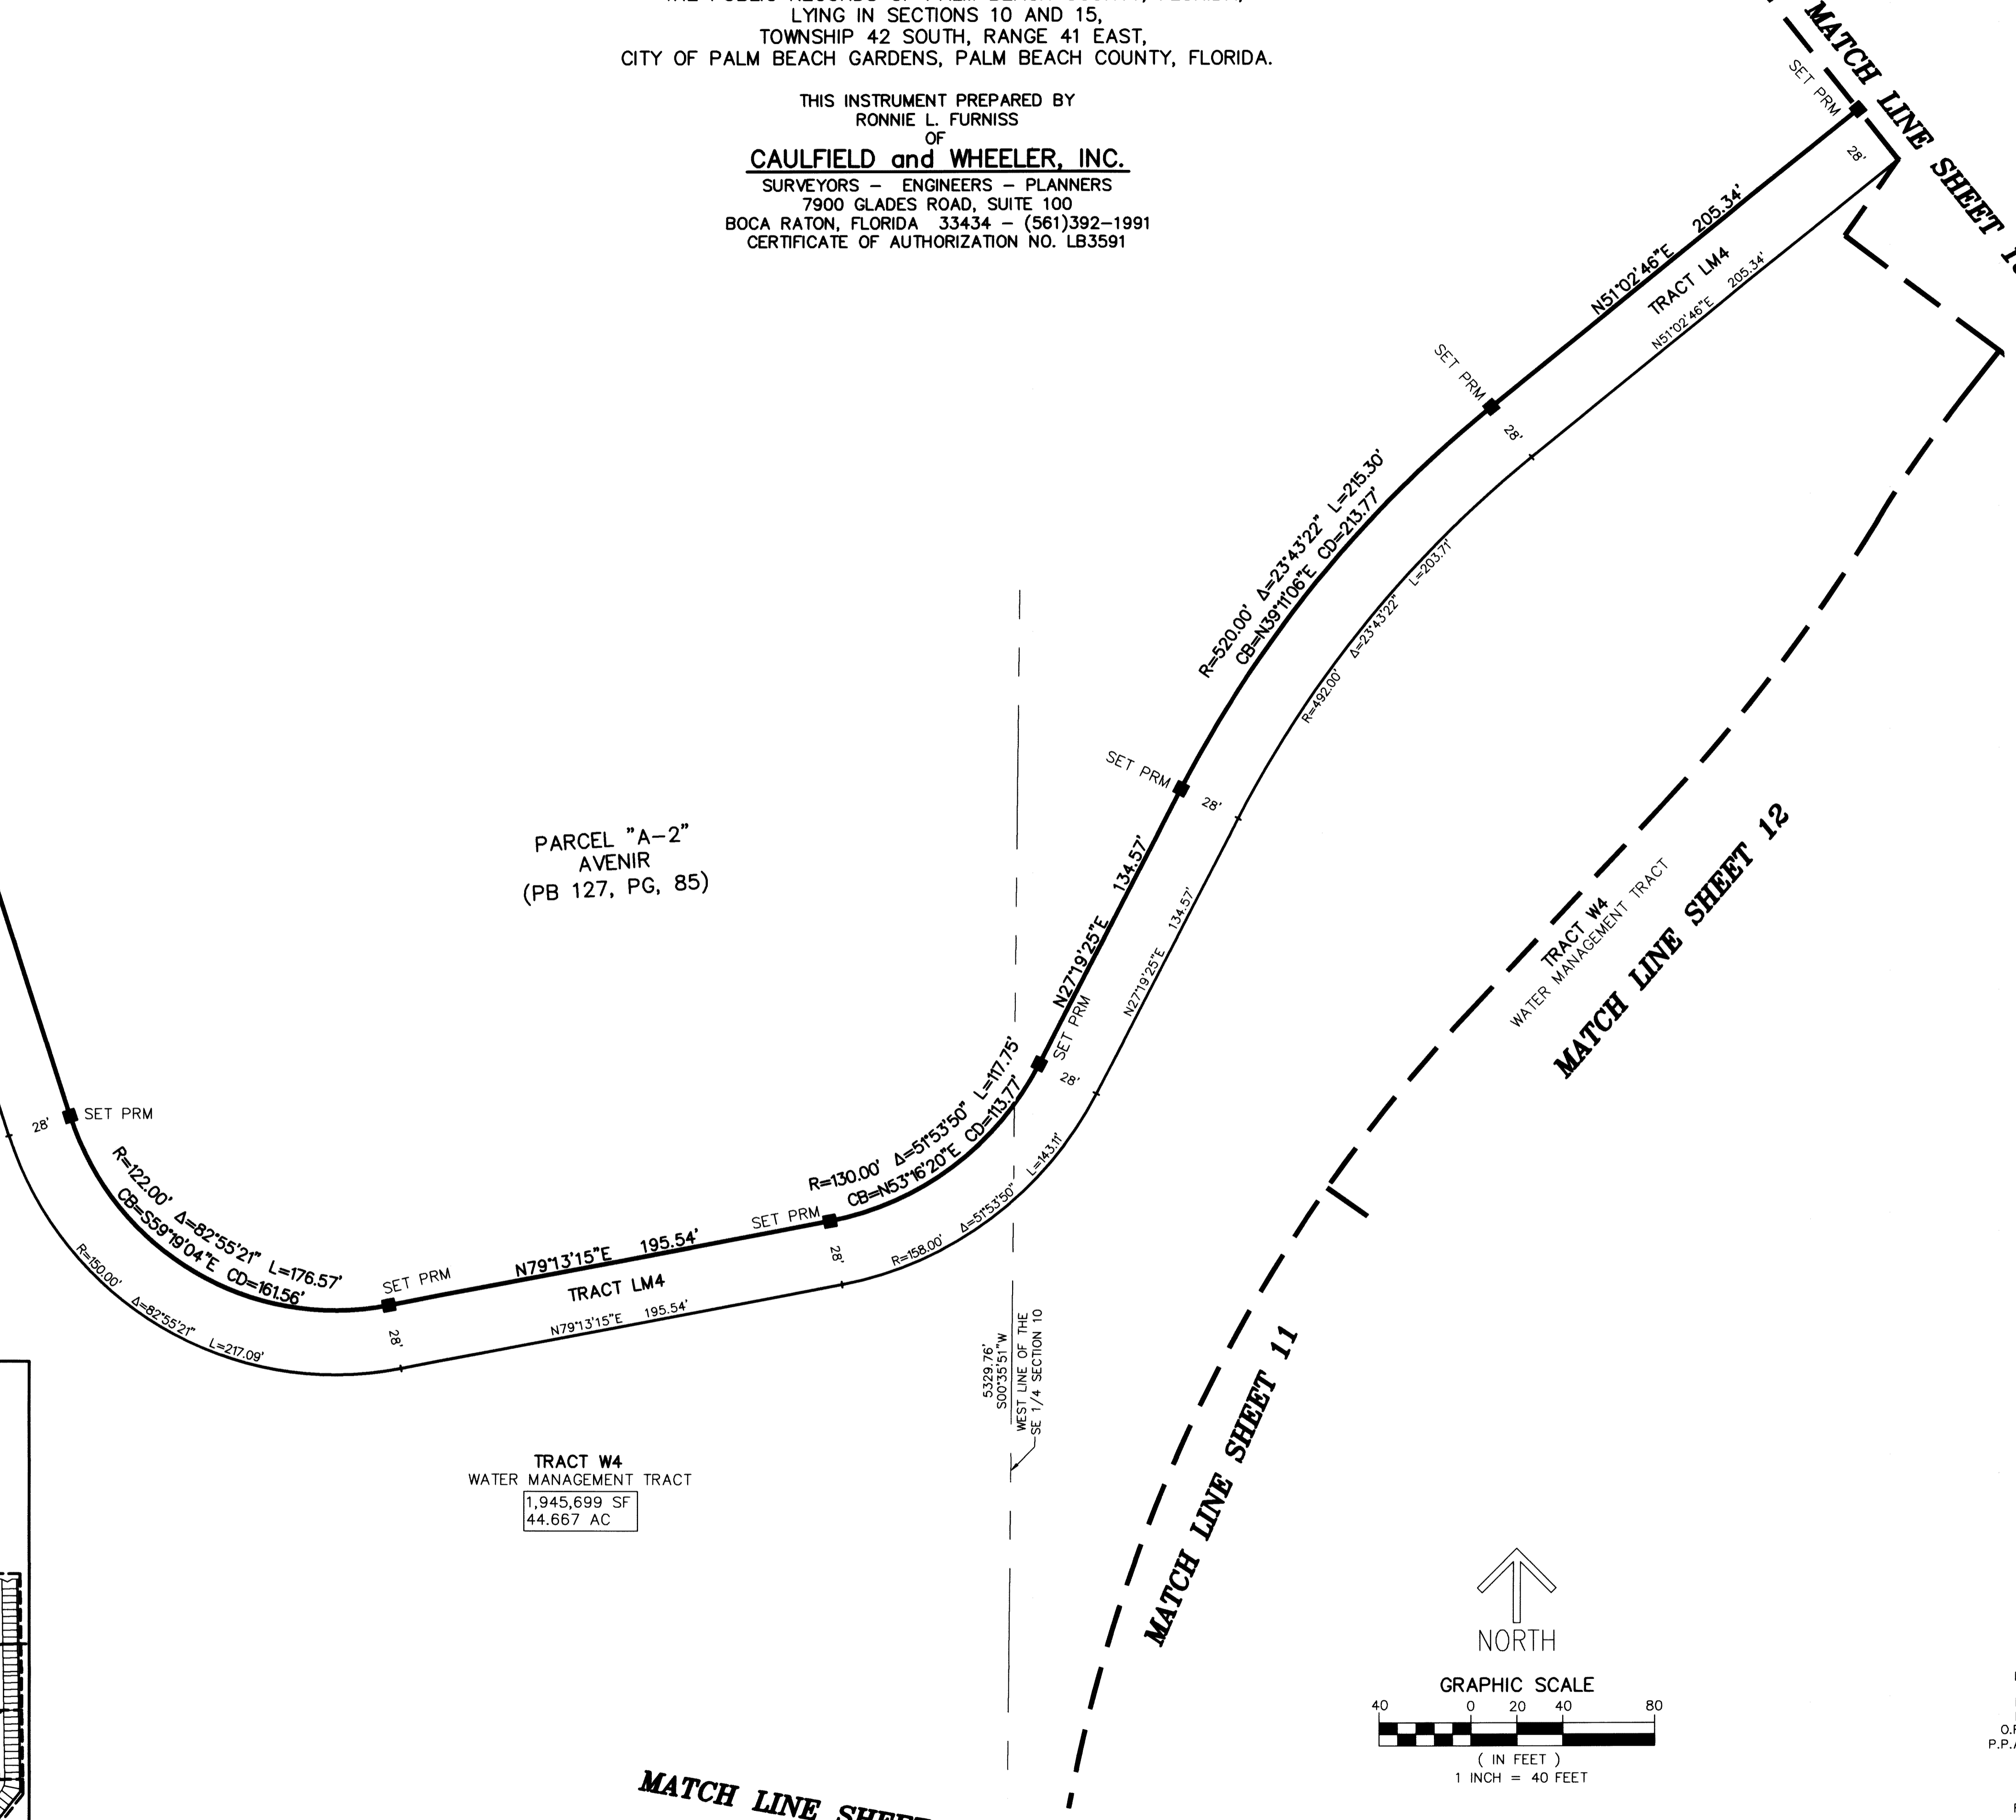 LYING IN SECTIONS 10 AND 15,
TOWNSHIP 42 SOUTH, RANGE 41 EAST,
CITY OF PALM BEACH GARDENS, PALM BEACH COUNTY, FLORIDA.
THIS INSTRUMENT PREPARED BY
RONNIE L. FURNISS
OF
CAULFIELD and WHEELER, INC.
SURVEYORS – ENGINEERS – PLANNERS
7900 GLADES ROAD, SUITE 100
BOCA RATON, FLORIDA 33434 – (561)392–1991
CERTIFICATE OF AUTHORIZATION NO. LB3591
MATCH LINE SHEET
SET PRM
28'
N51°02'46"E 205.34'
TRACT LM4
N51°02'46"E 205.34'
SET PRM
28'
R=520.00' Δ=23°43'22" L=215.30'
CB=N39°11'06"E CD=213.77'
R=492.00' Δ=23°43'22" L=203.71'
SET PRM
28'
PARCEL "A–2"
AVENIR
(PB 127, PG, 85)
N27°19'25"E 134.57'
N27°19'25"E 134.57'
TRACT W4
WATER MANAGEMENT TRACT
MATCH LINE SHEET 12
SET PRM
28'
28'
SET PRM
R=130.00' Δ=51°53'50" L=117.75'
CB=N53°16'20"E CD=113.77'
R=158.00' Δ=51°53'50" L=143.11'
R=122.00' Δ=82°55'21" L=176.57'
CB=S59°19'04"E CD=161.56'
R=150.00' Δ=82°55'21" L=217.09'
SET PRM
28'
N79°13'15"E 195.54'
TRACT LM4
N79°13'15"E 195.54'
SET PRM
28'
5329.76'
S00°35'51"W
WEST LINE OF THE
SE 1/4 SECTION 10
MATCH LINE SHEET 11
TRACT W4
WATER MANAGEMENT TRACT
1,945,699 SF
44.667 AC
NORTH
GRAPHIC SCALE
40 0 20 40 80
( IN FEET )
1 INCH = 40 FEET
MATCH LINE